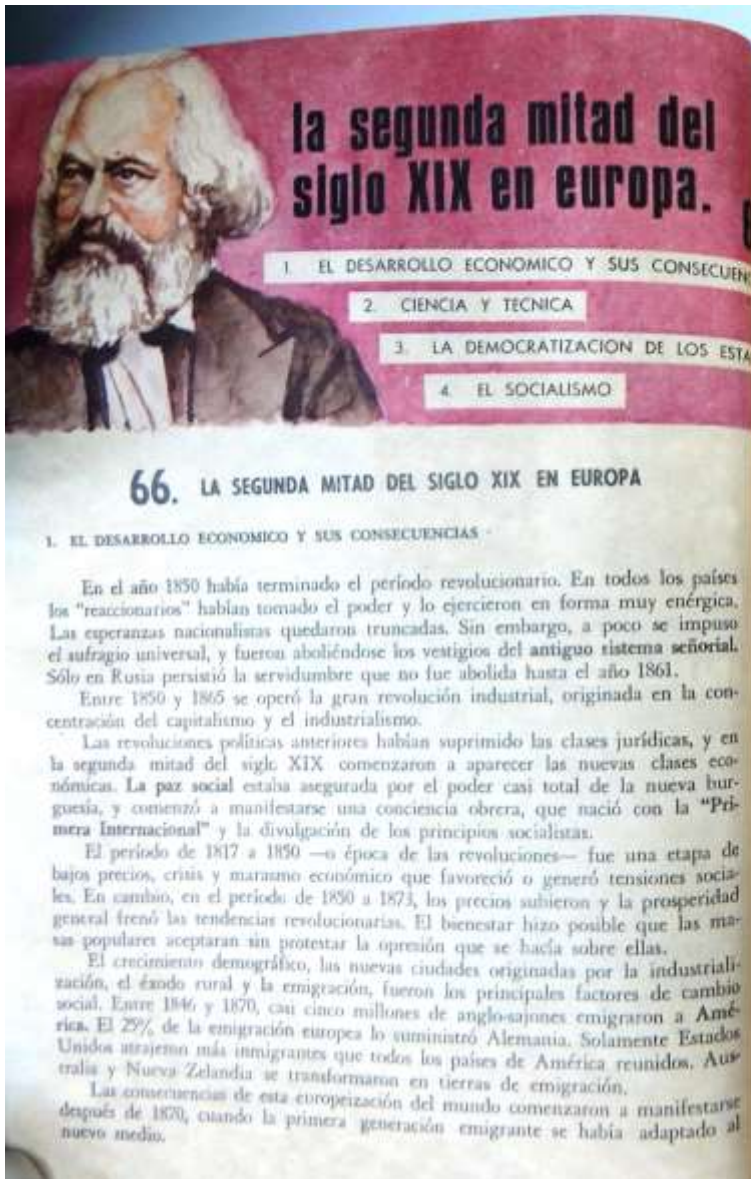 la segunda mitad del
siglo XIX en europa.
1. EL DESARROLLO ECONOMICO Y SUS CONSECUEN
2. CIENCIA Y TECNICA
3. LA DEMOCRATIZACION DE LOS ESTA
4. EL SOCIALISMO
66. LA SEGUNDA MITAD DEL SIGLO XIX EN EUROPA
1. EL DESARROLLO ECONOMICO Y SUS CONSECUENCIAS
En el año 1850 había terminado el período revolucionario. En todos los países
los "reaccionarios" habían tomado el poder y lo ejercieron en forma muy enérgica.
Las esperanzas nacionalistas quedaron truncadas. Sin embargo, a poco se impuso
el sufragio universal, y fueron aboliéndose los vestigios del antiguo sistema señorial.
Sólo en Rusia persistió la servidumbre que no fue abolida hasta el año 1861.
Entre 1850 y 1865 se operó la gran revolución industrial, originada en la con-
centración del capitalismo y el industrialismo.
Las revoluciones políticas anteriores habían suprimido las clases jurídicas, y en
la segunda mitad del siglo XIX comenzaron a aparecer las nuevas clases eco-
nómicas. La paz social estaba asegurada por el poder casi total de la nueva bur-
guesía, y comenzó a manifestarse una conciencia obrera, que nació con la "Pri-
mera Internacional" y la divulgación de los principios socialistas.
El período de 1817 a 1850 —o época de las revoluciones— fue una etapa de
bajos precios, crisis y marasmo económico que favoreció o generó tensiones socia-
les. En cambio, en el período de 1850 a 1873, los precios subieron y la prosperidad
general frenó las tendencias revolucionarias. El bienestar hizo posible que las ma-
sas populares aceptaran sin protestar la opresión que se hacía sobre ellas.
El crecimiento demográfico, las nuevas ciudades originadas por la industriali-
zación, el éxodo rural y la emigración, fueron los principales factores de cambio
social. Entre 1846 y 1870, casi cinco millones de anglo-sajones emigraron a Amé-
rica. El 25% de la emigración europea lo suministró Alemania. Solamente Estados
Unidos atrajeron más inmigrantes que todos los países de América reunidos. Aus-
tralia y Nueva Zelandia se transformaron en tierras de emigración.
Las consecuencias de esta europeización del mundo comenzaron a manifestarse
después de 1870, cuando la primera generación emigrante se había adaptado al
nuevo medio.